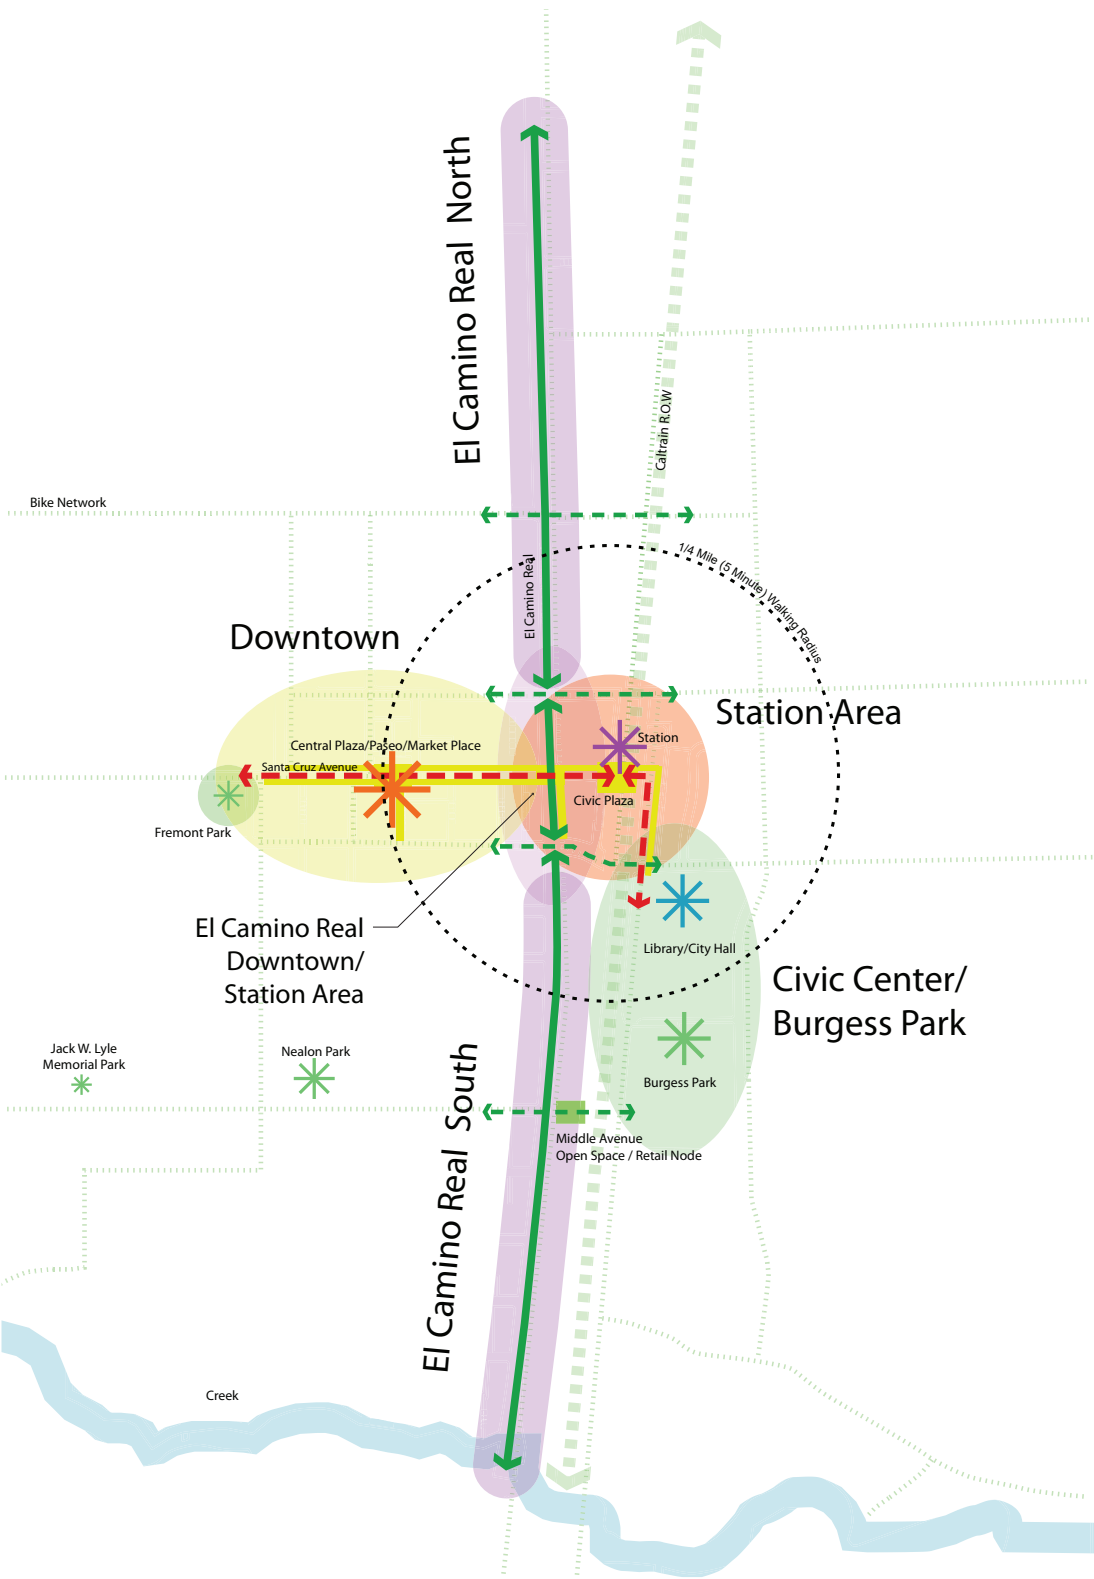 El Camino Real North
Caltrain R.O.W
Bike Network
1/4 Mile (5 Minute) Walking Radius
El Camino Real
Downtown
Station Area
Station
Central Plaza/Paseo/Market Place
Santa Cruz Avenue
Civic Plaza
Fremont Park
El Camino Real
Downtown/
Station Area
Library/City Hall
Civic Center/
Burgess Park
Jack W. Lyle
Memorial Park
Nealon Park
Burgess Park
El Camino Real South
Middle Avenue
Open Space / Retail Node
Creek